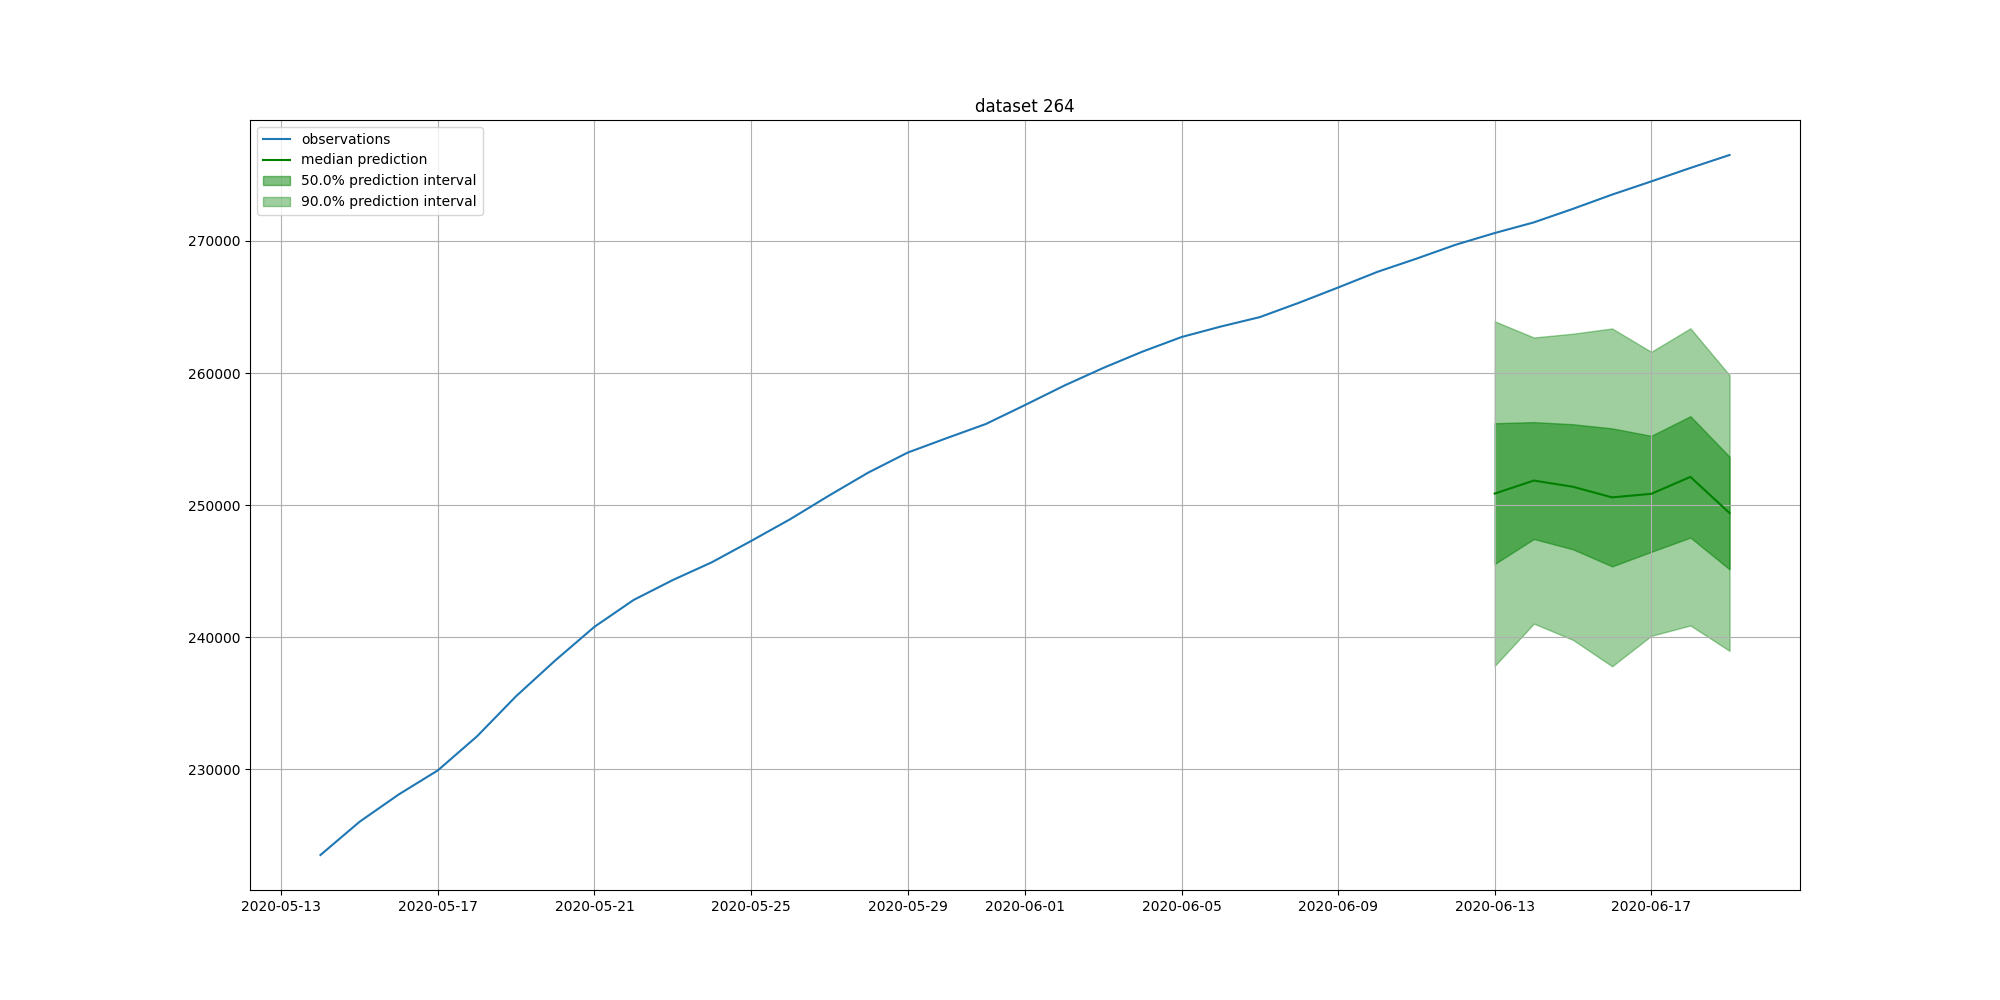 dataset 264
observations
median prediction
50.0% prediction interval
90.0% prediction interval
270000
260000
250000
240000
230000
2020-05-13 2020-05-17 2020-05-21 2020-05-25 2020-05-29 2020-06-01 2020-06-05 2020-06-09 2020-06-13 2020-06-17